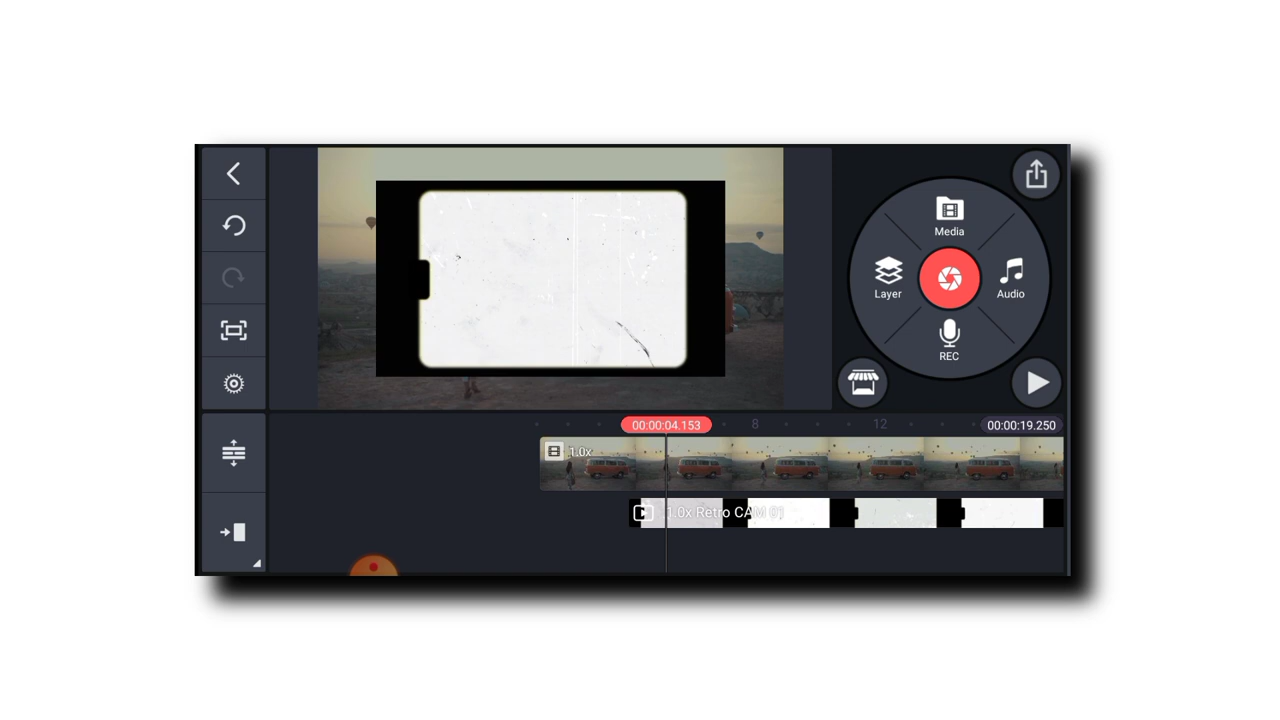 Media
Layer
Audio
REC
00:00:04.153
8
12
00:00:19.250
1.0x
1.0x Retro CAM 01